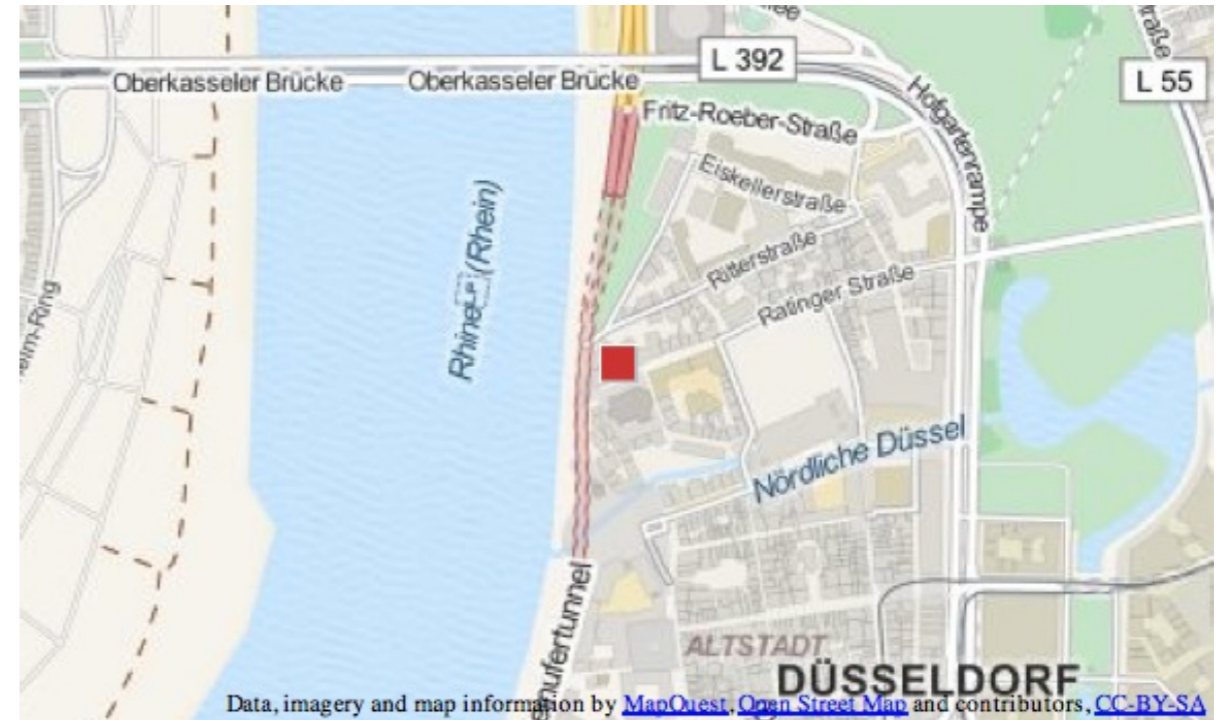 L 392
Oberkasseler Brücke
Oberkasseler Brücke
L 55
Fritz-Roeber-Straße
Hofgartenrampe
Eiskellerstraße
Rhine (Rhein)
Ritterstraße
Ratinger Straße
Nördliche Düssel
ALTSTADT
DÜSSELDORF
Data, imagery and map information by MapQuest, Open Street Map and contributors, CC-BY-SA